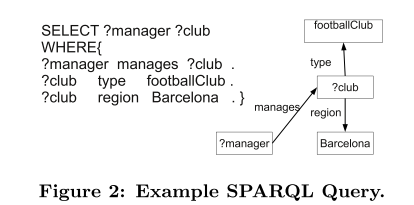 SELECT ?manager ?club
WHERE{
?manager manages ?club .
?club type footballClub .
?club region Barcelona . }
footballClub
type
?club
manages
region
?manager
Barcelona
Figure 2: Example SPARQL Query.